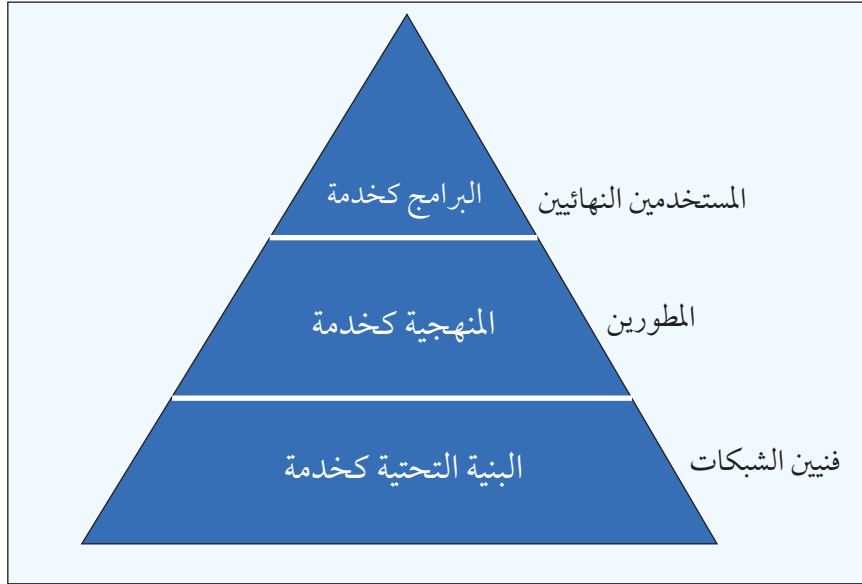 البرامج كخدمة
المستخدمين النهائيين
المنهجية كخدمة
المطورين
البنية التحتية كخدمة
فنيين الشبكات